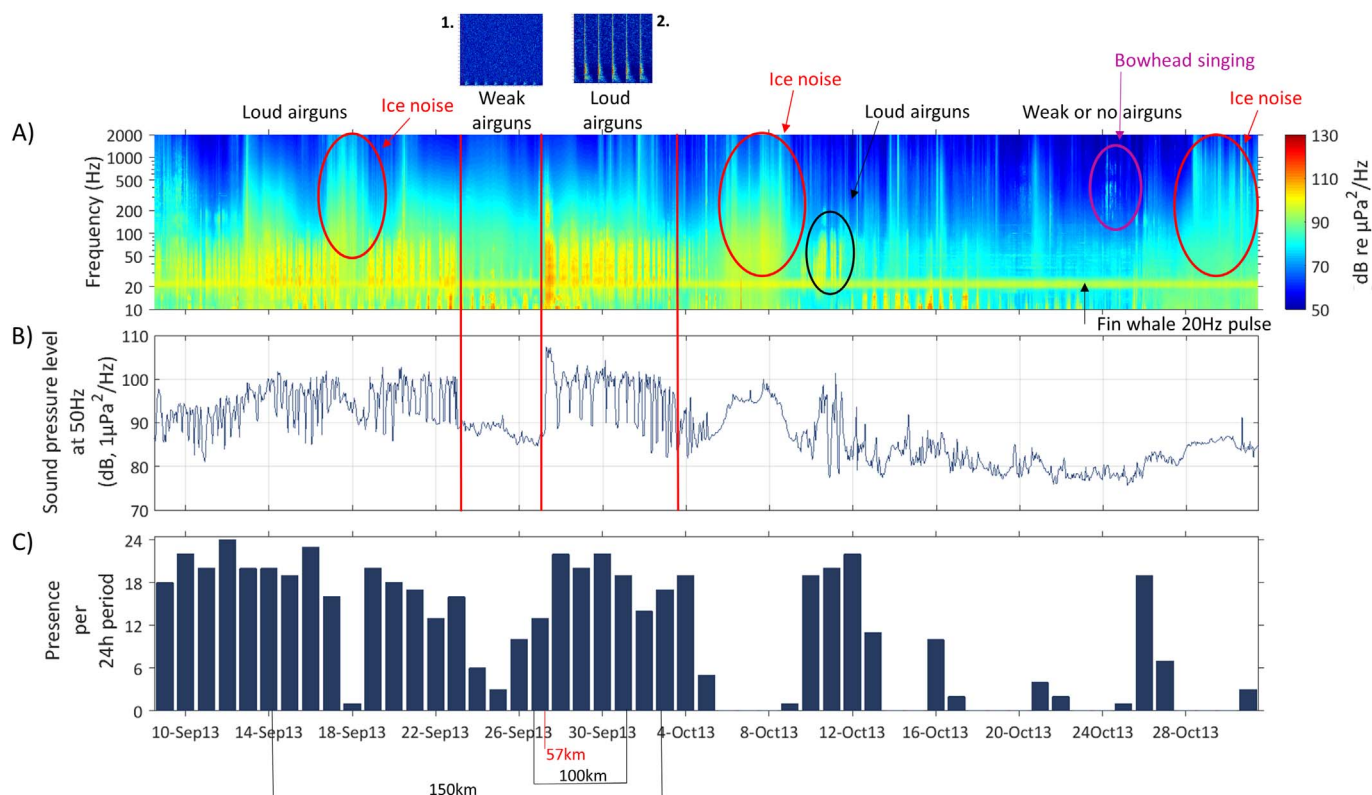 1.
2.
Bowhead singing
Ice noise
Weak
airguns
Loud
airguns
Loud airguns
Ice noise
Loud airguns
Weak or no airguns
Ice noise
A)
Frequency (Hz)
2000
1000
500
200
100
50
20
10
130
110
90
70
50
dB re µPa²/Hz
Fin whale 20Hz pulse
B)
Sound pressure level
at 50Hz
(dB, 1µPa²/Hz)
110
100
90
80
70
C)
Presence
per
24h period
24
18
12
6
0
10-Sep13 14-Sep13 18-Sep13 22-Sep13 26-Sep13 30-Sep13 4-Oct13 8-Oct13 12-Oct13 16-Oct13 20-Oct13 24Oct13 28-Oct13
57km
100km
150km